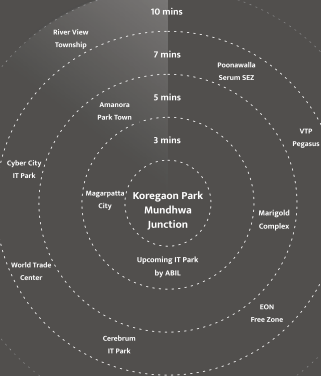 10 mins
River View
Township
7 mins
Poonawalla
Serum SEZ
5 mins
Amanora
Park Town
VTP
Pegasus
3 mins
Cyber City
IT Park
Magarpatta
City
Koregaon Park
Mundhwa
Junction
Marigold
Complex
Upcoming IT Park
by ABIL
World Trade
Center
EON
Free Zone
Cerebrum
IT Park